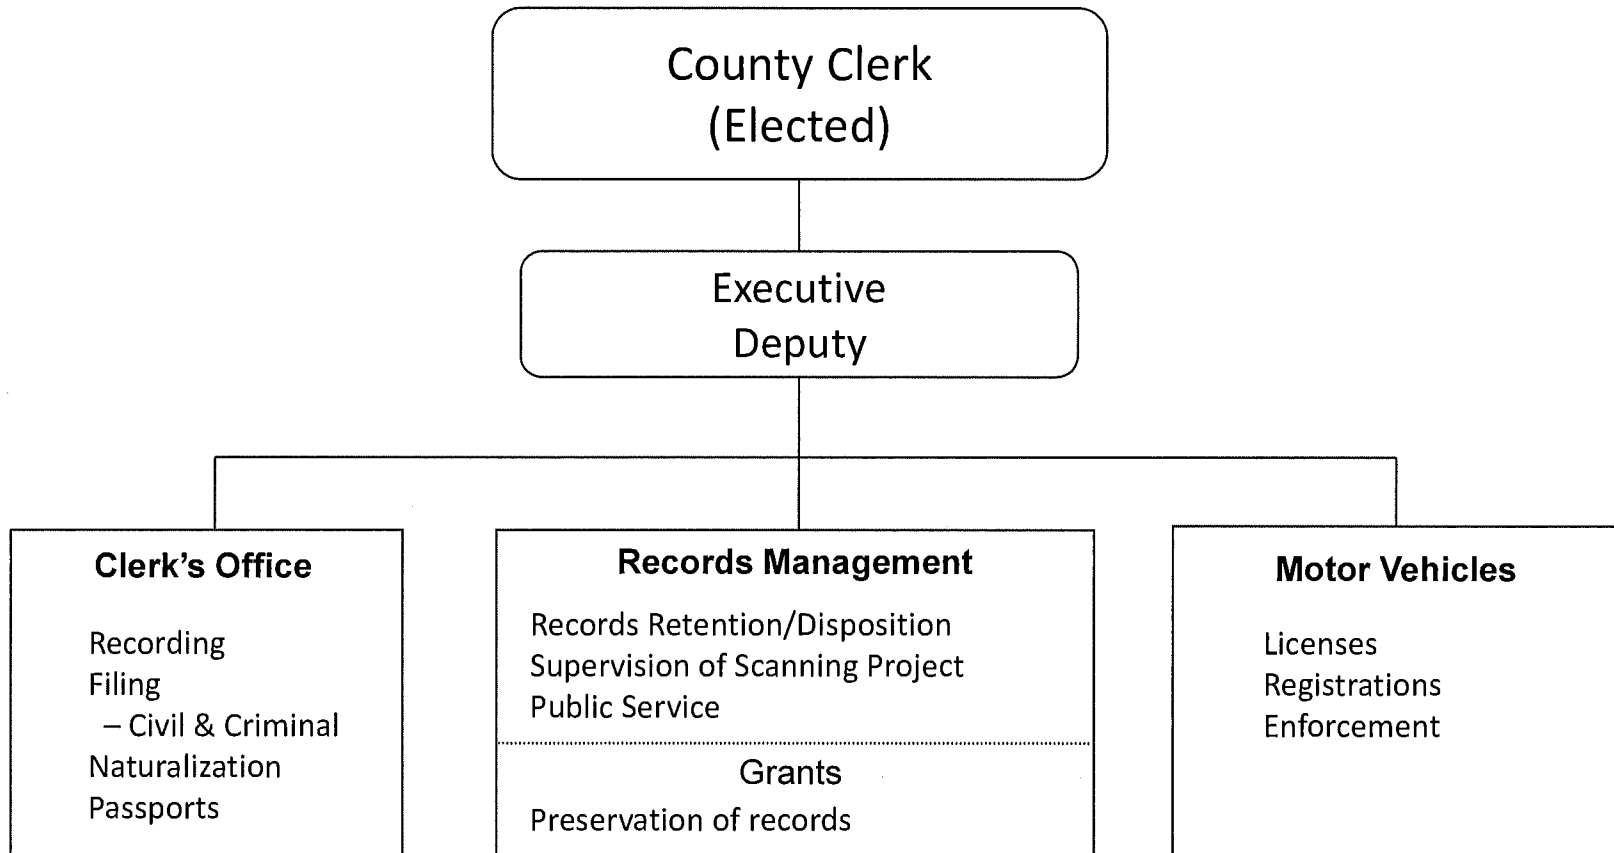 County Clerk
(Elected)
Executive
Deputy
Clerk's Office
Recording
Filing
– Civil & Criminal
Naturalization
Passports
Records Management
Records Retention/Disposition
Supervision of Scanning Project
Public Service
Grants
Preservation of records
Motor Vehicles
Licenses
Registrations
Enforcement